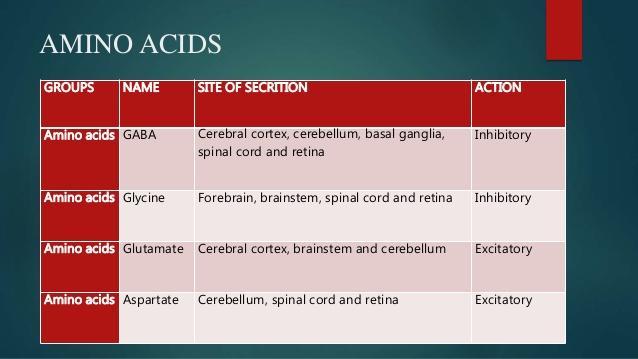 AMINO ACIDS
GROUPS NAME SITE OF SECRITION ACTION
Amino acids GABA Cerebral cortex, cerebellum, basal ganglia, Inhibitory
spinal cord and retina
Amino acids Glycine Forebrain, brainstem, spinal cord and retina Inhibitory
Amino acids Glutamate Cerebral cortex, brainstem and cerebellum Excitatory
Amino acids Aspartate Cerebellum, spinal cord and retina Excitatory